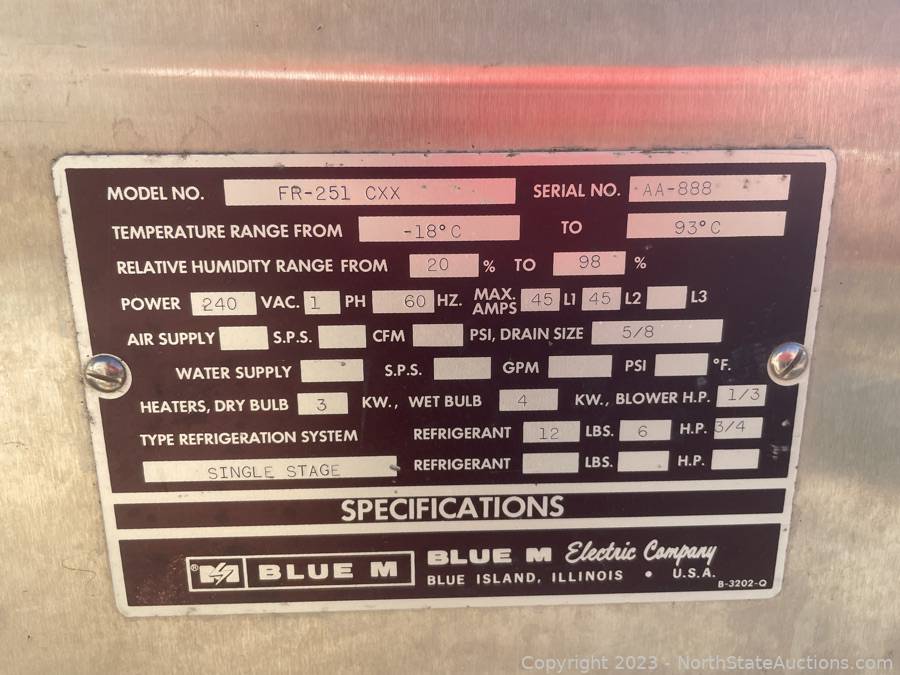 MODEL NO. FR-251 CXX SERIAL NO. AA-888
TEMPERATURE RANGE FROM -18°C TO 93°C
RELATIVE HUMIDITY RANGE FROM 20 % TO 98 %
POWER 240 VAC. 1 PH 60 HZ. MAX. AMPS 45 L1 45 L2 L3
AIR SUPPLY S.P.S. CFM PSI, DRAIN SIZE 5/8
WATER SUPPLY S.P.S. GPM PSI °F.
HEATERS, DRY BULB 3 KW., WET BULB 4 KW., BLOWER H.P. 1/3
TYPE REFRIGERATION SYSTEM REFRIGERANT 12 LBS. 6 H.P. 3/4
SINGLE STAGE REFRIGERANT LBS. H.P.
SPECIFICATIONS
® BLUE M BLUE M Electric Company
BLUE ISLAND, ILLINOIS • U.S.A.
B-3202-Q
Copyright © 2023 - NorthStateAuctions.com